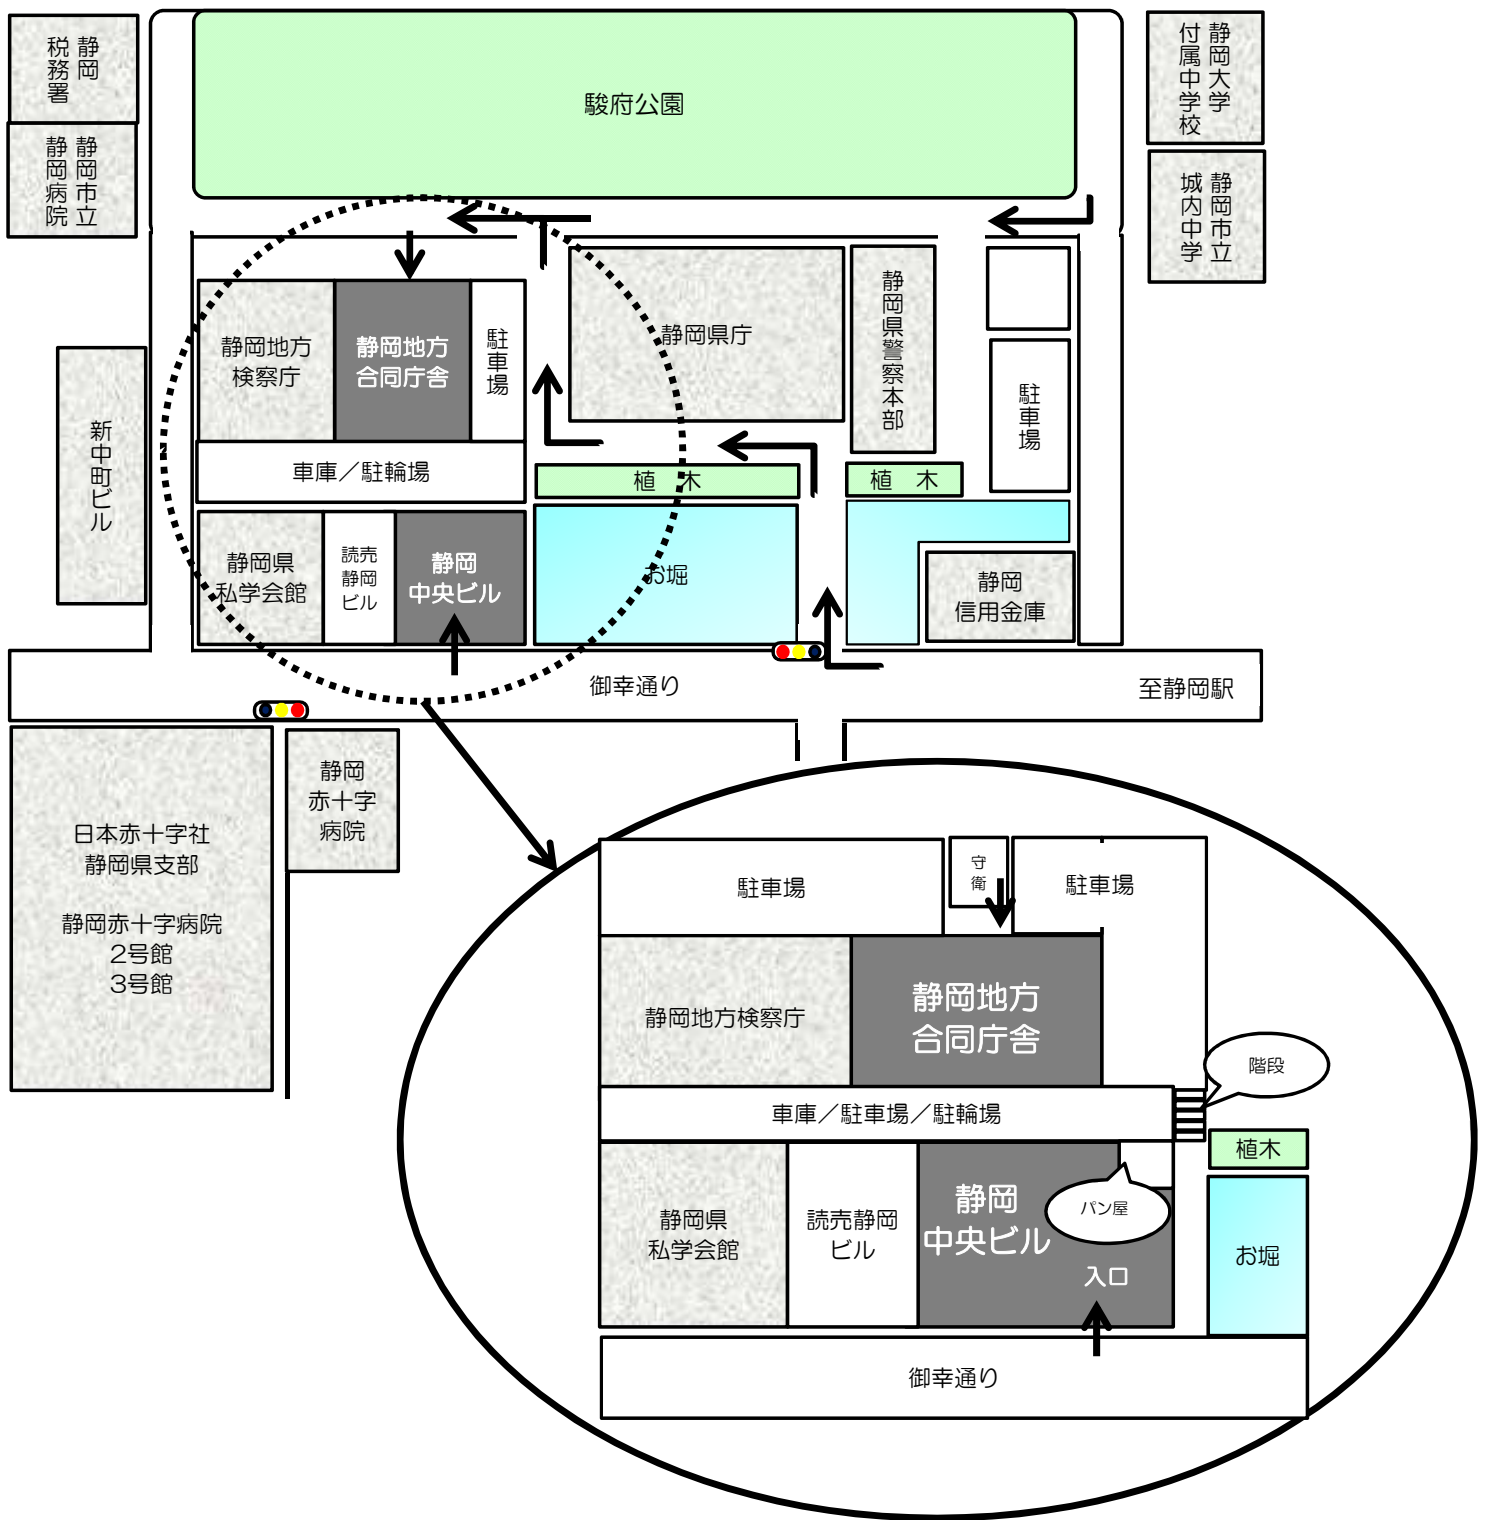 静岡
税務署
静岡市立
静岡病院
駿府公園
静岡大学
付属中学校
静岡市立
城内中学
静岡地方
検察庁
静岡地方
合同庁舎
駐車場
静岡県庁
静岡県警察本部
駐車場
新中町ビル
車庫／駐輪場
植　木
植　木
静岡県
私学会館
読売
静岡
ビル
静岡
中央ビル
お堀
静岡
信用金庫
御幸通り
至静岡駅
日本赤十字社
静岡県支部
静岡赤十字病院
2号館
3号館
静岡
赤十字
病院
駐車場
守
衛
駐車場
静岡地方検察庁
静岡地方
合同庁舎
階段
車庫／駐車場／駐輪場
植木
静岡県
私学会館
読売静岡
ビル
静岡
中央ビル
パン屋
入口
お堀
御幸通り